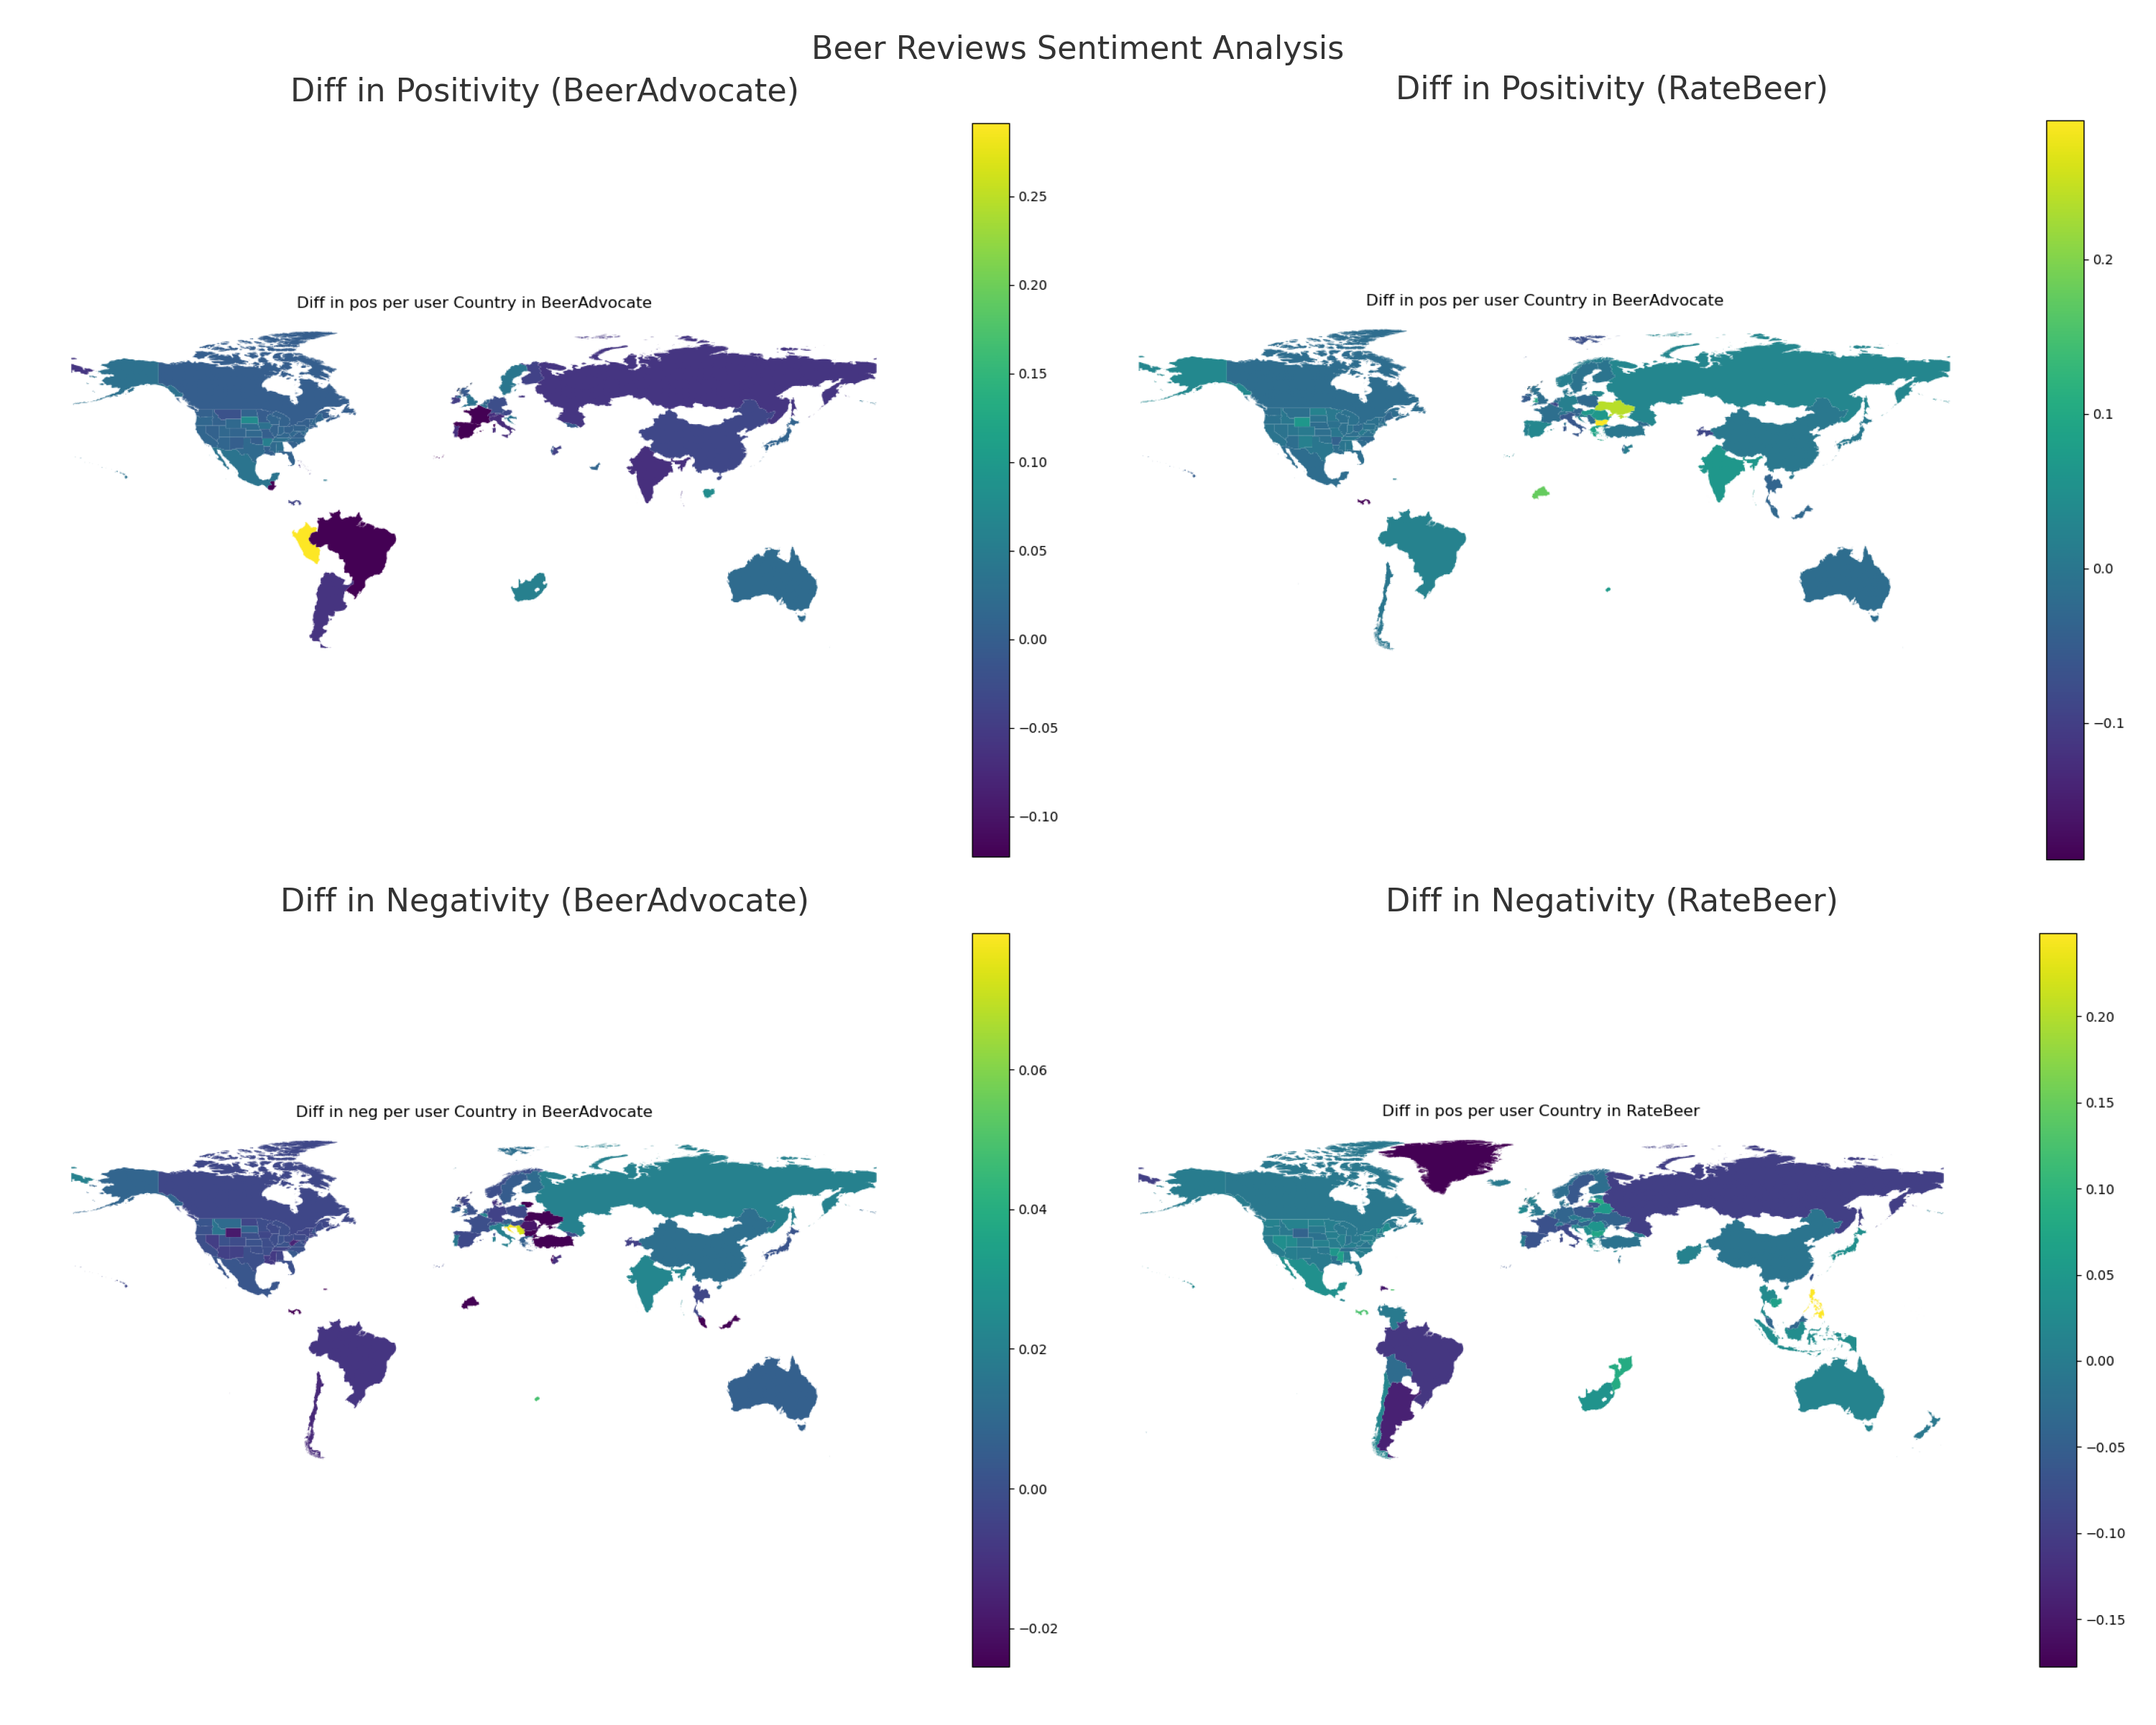 Beer Reviews Sentiment Analysis
Diff in Positivity (BeerAdvocate)
Diff in pos per user Country in BeerAdvocate
0.25
0.20
0.15
0.10
0.05
0.00
−0.05
−0.10
Diff in Positivity (RateBeer)
Diff in pos per user Country in BeerAdvocate
0.2
0.1
0.0
−0.1
Diff in Negativity (BeerAdvocate)
Diff in neg per user Country in BeerAdvocate
0.06
0.04
0.02
0.00
−0.02
Diff in Negativity (RateBeer)
Diff in pos per user Country in RateBeer
0.20
0.15
0.10
0.05
0.00
−0.05
−0.10
−0.15